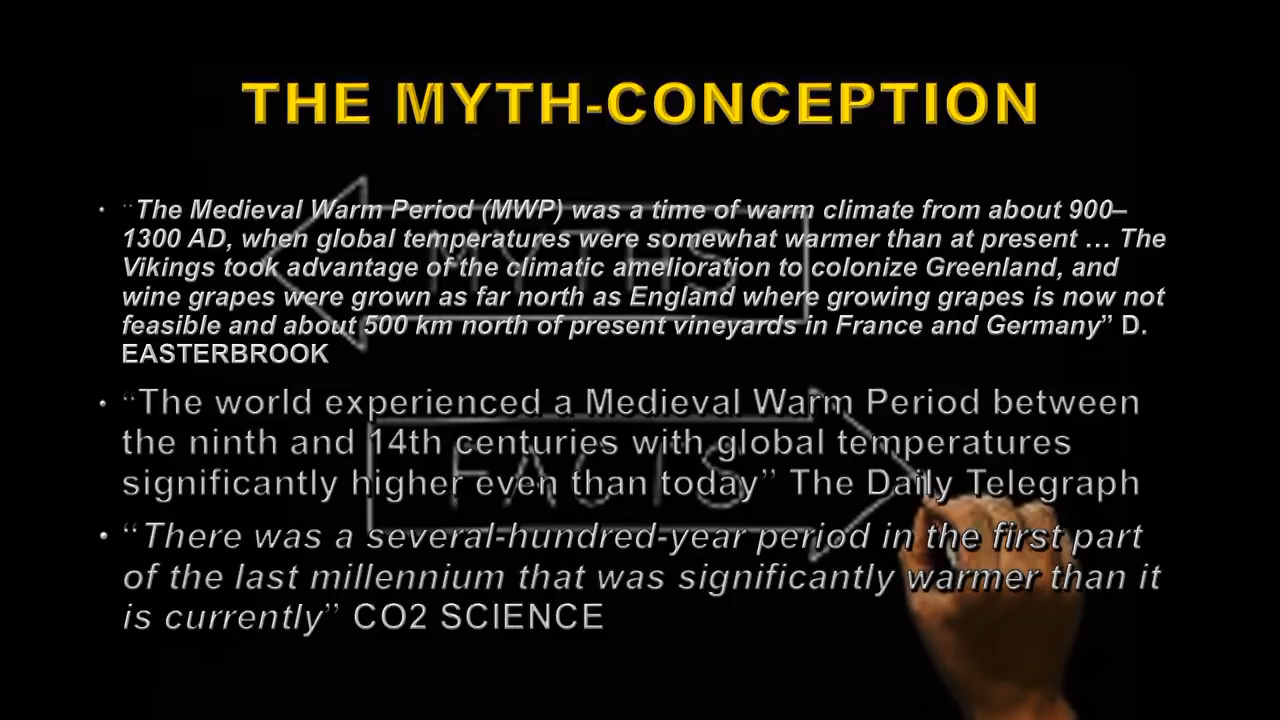 THE MYTH-CONCEPTION
• "The Medieval Warm Period (MWP) was a time of warm climate from about 900–
1300 AD, when global temperatures were somewhat warmer than at present … The
Vikings took advantage of the climatic amelioration to colonize Greenland, and
wine grapes were grown as far north as England where growing grapes is now not
feasible and about 500 km north of present vineyards in France and Germany” D.
EASTERBROOK
• “The world experienced a Medieval Warm Period between
the ninth and 14th centuries with global temperatures
significantly higher even than today” The Daily Telegraph
• “There was a several-hundred-year period in the first part
of the last millennium that was significantly warmer than it
is currently” CO2 SCIENCE
MYTHS
FACTS